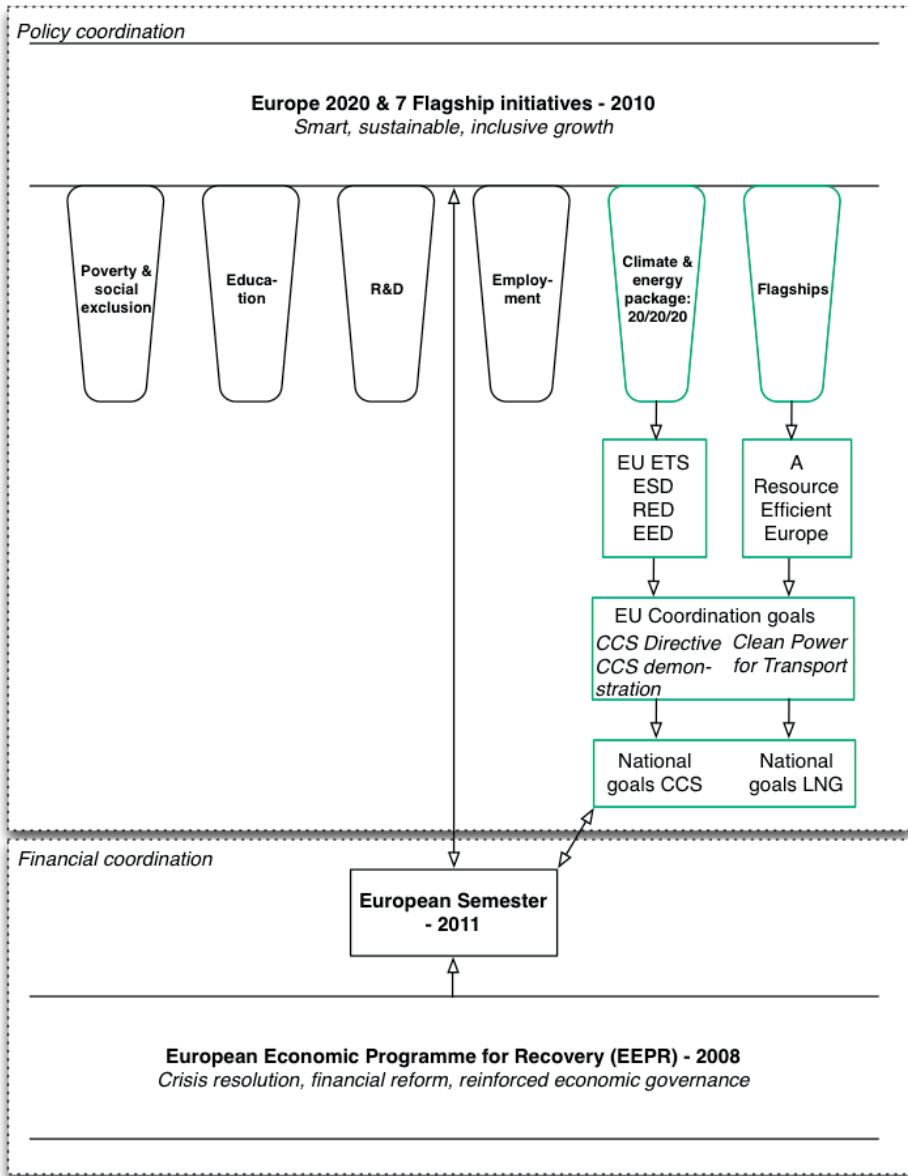 Policy coordination
Europe 2020 & 7 Flagship initiatives - 2010
Smart, sustainable, inclusive growth
Poverty &
social
exclusion
Educa-
tion
R&D
Employ-
ment
Climate &
energy
package:
20/20/20
Flagships
EU ETS
ESD
RED
EED
A
Resource
Efficient
Europe
EU Coordination goals
CCS Directive
CCS demon-
stration
Clean Power
for Transport
National
goals CCS
National
goals LNG
Financial coordination
European Semester
- 2011
European Economic Programme for Recovery (EEPR) - 2008
Crisis resolution, financial reform, reinforced economic governance